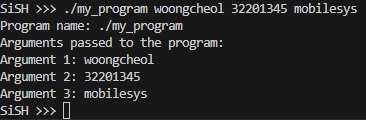 SiSH >>> ./my_program woongcheol 32201345 mobilesys
Program name: ./my_program
Arguments passed to the program:
Argument 1: woongcheol
Argument 2: 32201345
Argument 3: mobilesys
SiSH >>>